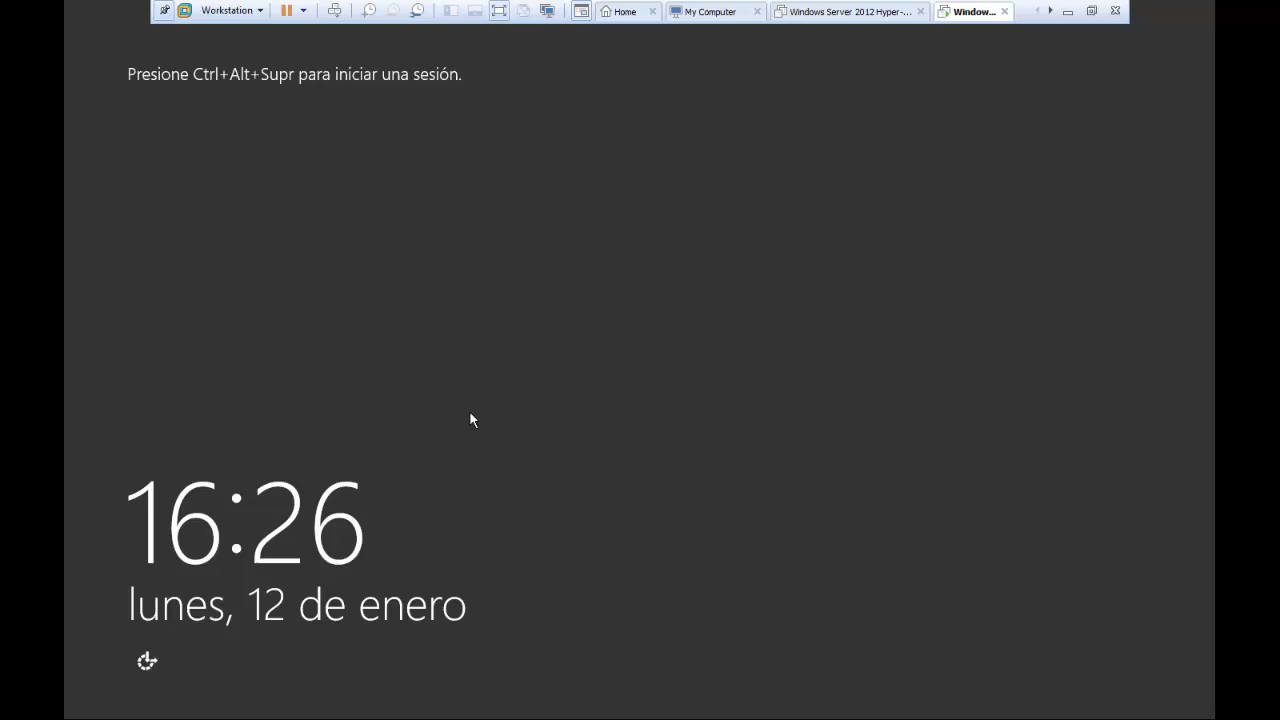 Workstation Home My Computer Windows Server 2012 Hyper-... Window...
Presione Ctrl+Alt+Supr para iniciar una sesión.
16:26
lunes, 12 de enero